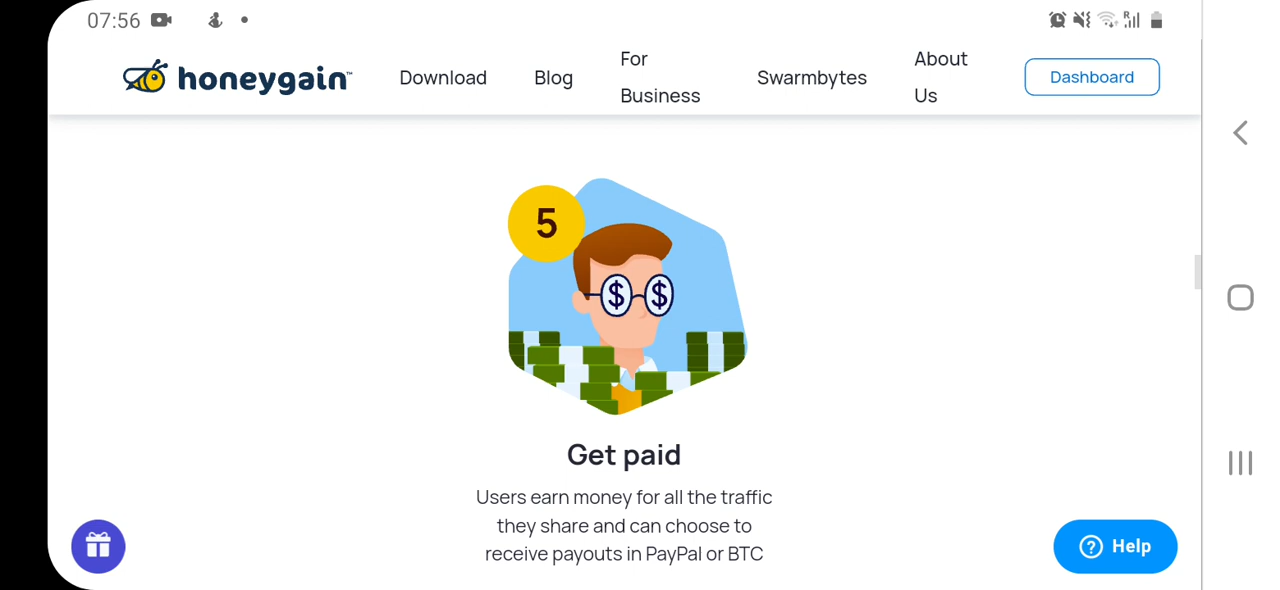 07:56
honeygain™
Download
Blog
For
Business
Swarmbytes
About
Us
Dashboard
5
$ $
Get paid
Users earn money for all the traffic
they share and can choose to
receive payouts in PayPal or BTC
? Help